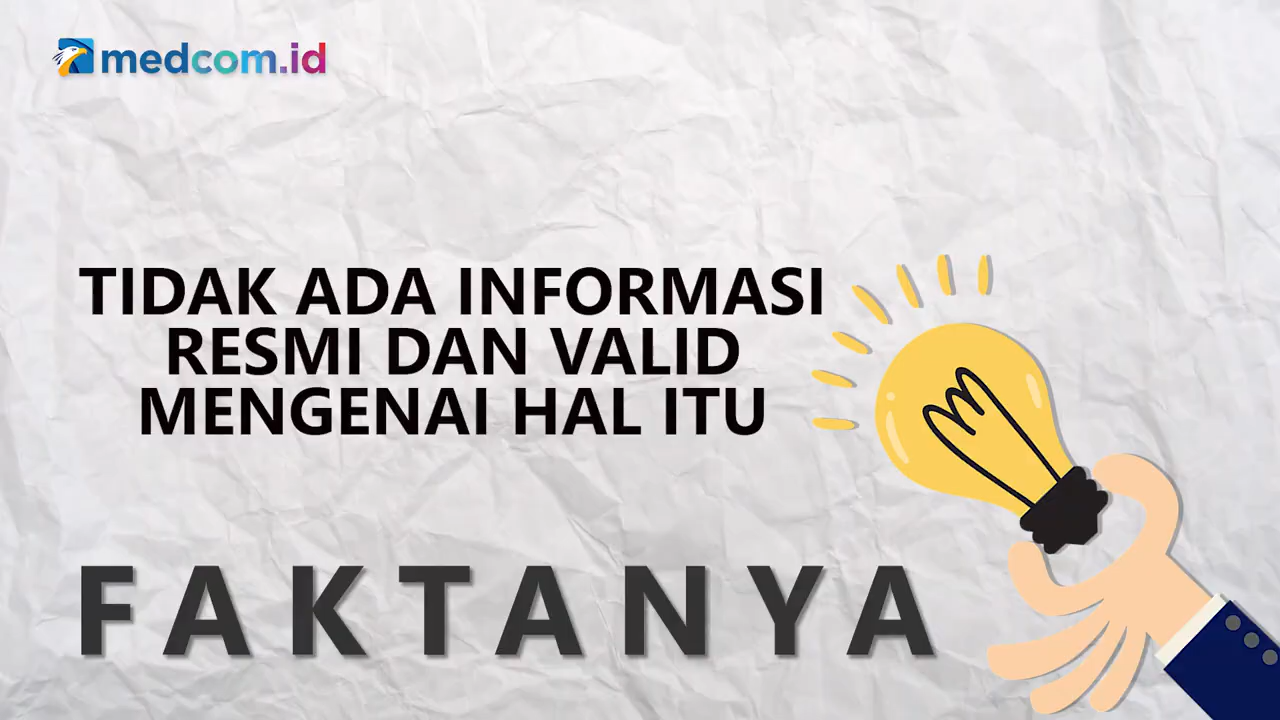 medcom.id
TIDAK ADA INFORMASI
RESMI DAN VALID
MENGENAI HAL ITU
FAKTANYA